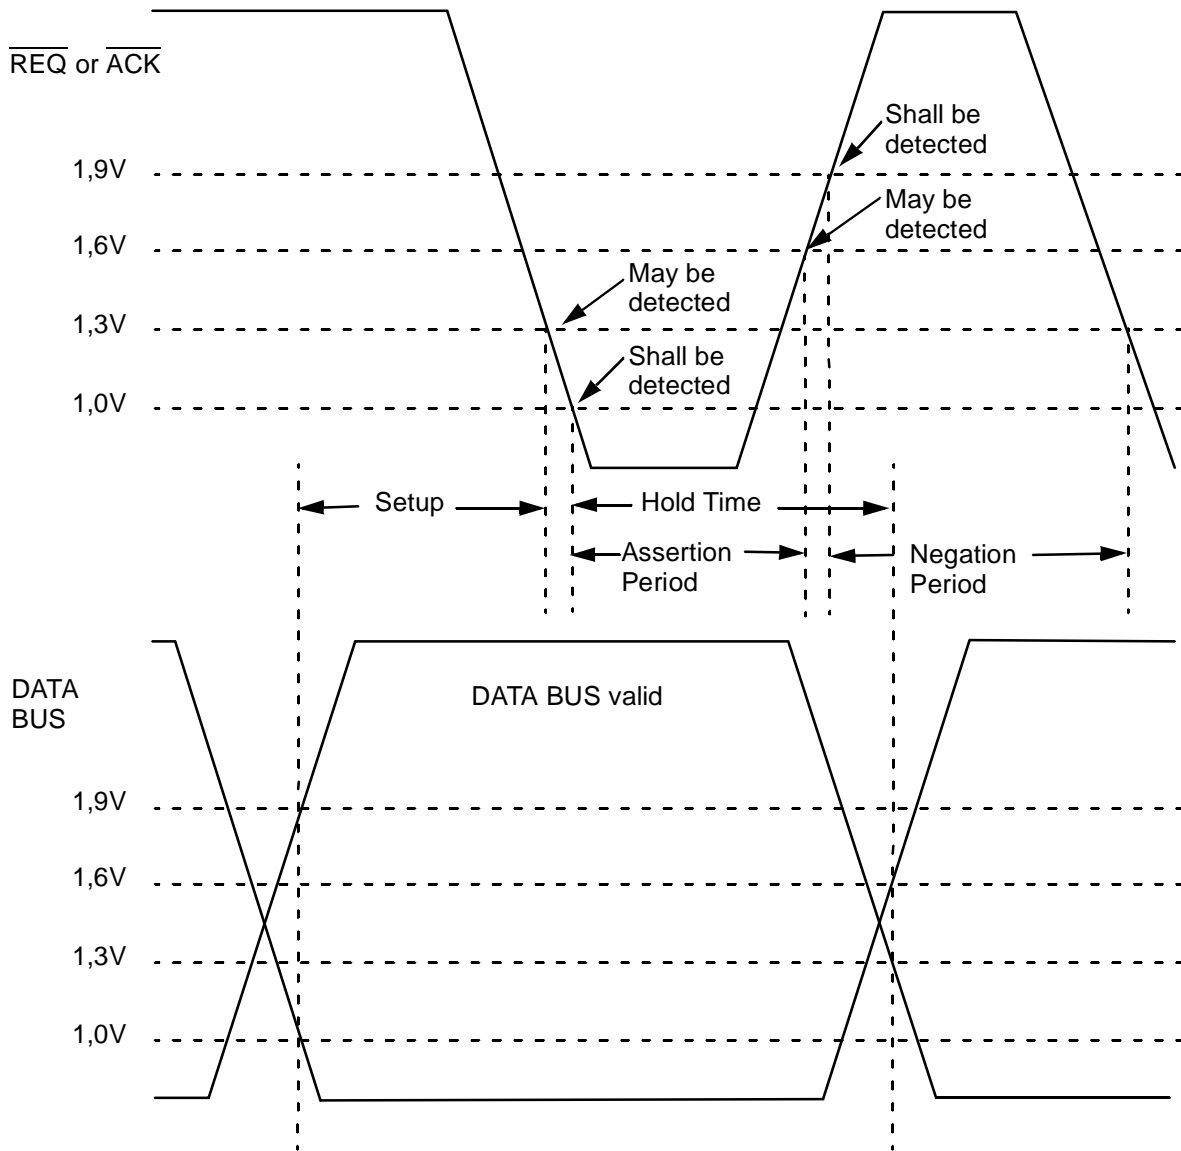 REQ or ACK
Shall be
detected
1,9V
May be
detected
1,6V
May be
detected
1,3V
Shall be
detected
1,0V
Setup
Hold Time
Assertion
Period
Negation
Period
DATA
BUS
DATA BUS valid
1,9V
1,6V
1,3V
1,0V